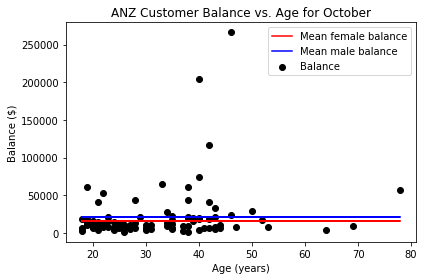 ANZ Customer Balance vs. Age for October
Balance ($)
250000
200000
150000
100000
50000
0
Mean female balance
Mean male balance
Balance
20 30 40 50 60 70 80
Age (years)